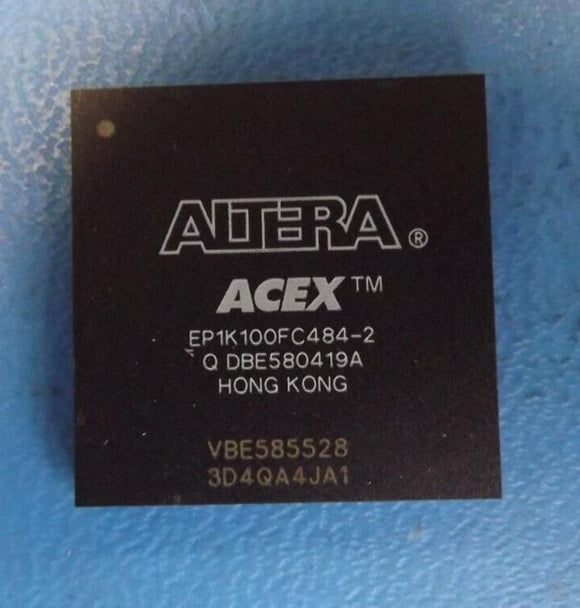 ALTERA®
ACEX™
EP1K100FC484-2
Q DBE580419A
HONG KONG
VBE585528
3D4QA4JA1